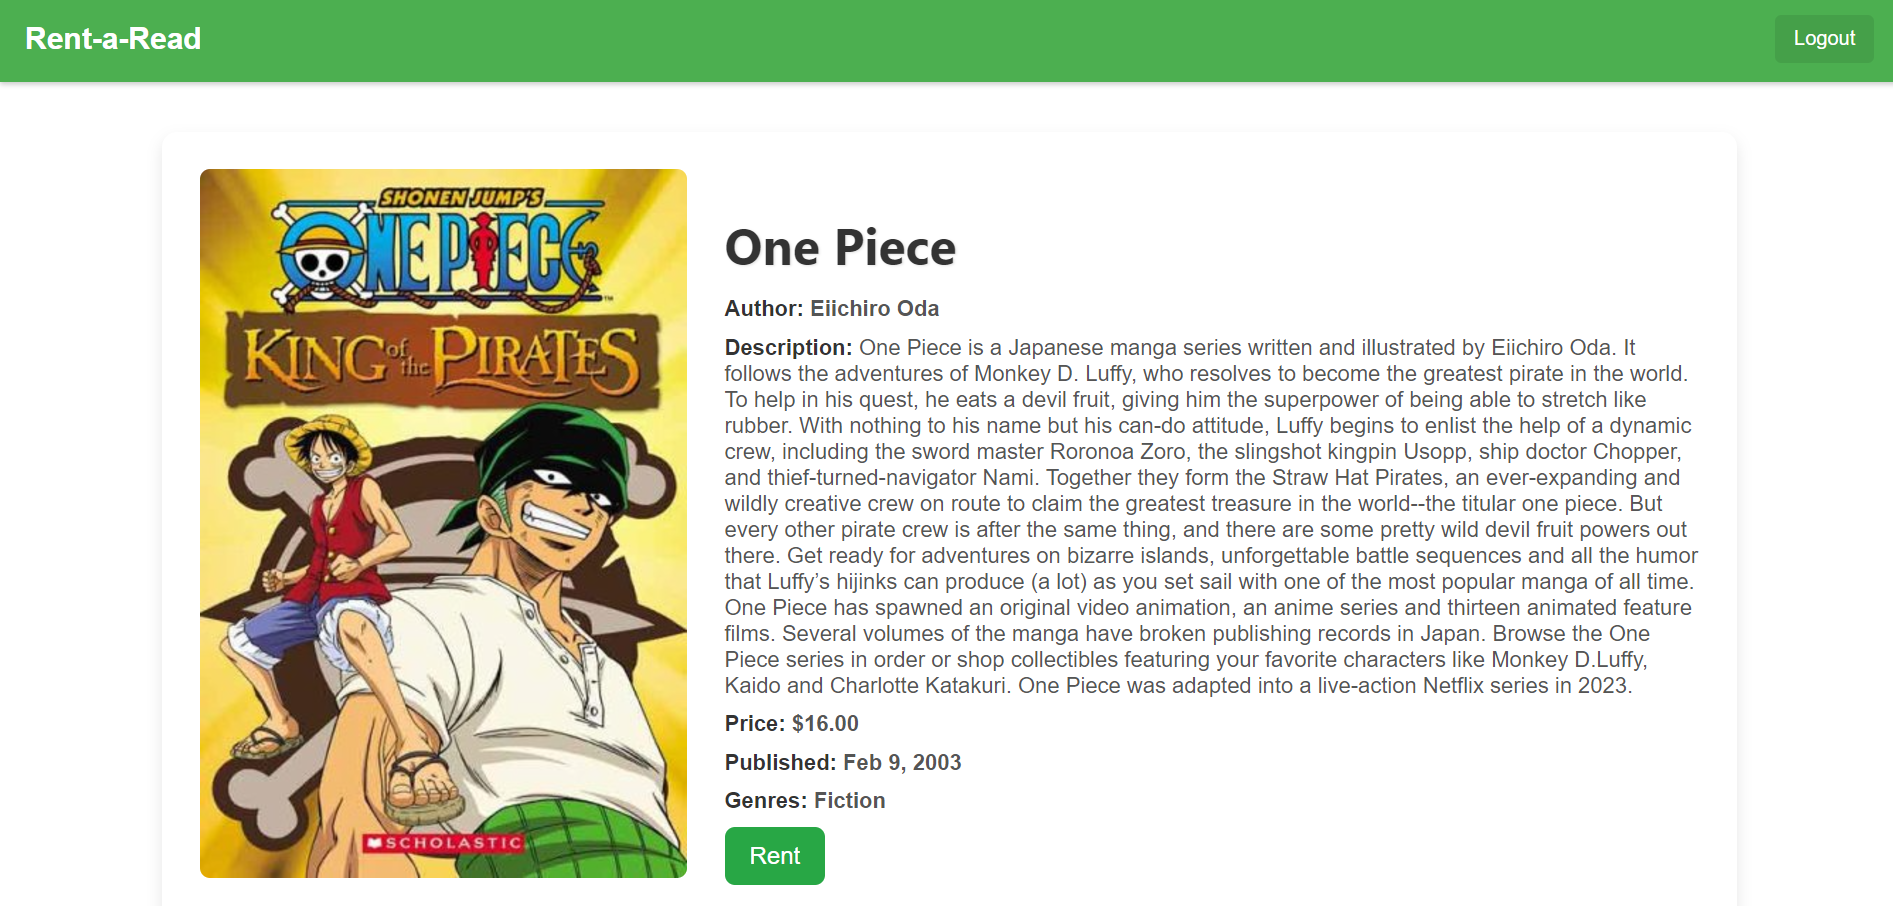 Rent-a-Read
Logout
SHONEN JUMP'S
ONE PIECE
™
KING of the PIRATES
SCHOLASTIC
One Piece
Author: Eiichiro Oda
Description: One Piece is a Japanese manga series written and illustrated by Eiichiro Oda. It
follows the adventures of Monkey D. Luffy, who resolves to become the greatest pirate in the world.
To help in his quest, he eats a devil fruit, giving him the superpower of being able to stretch like
rubber. With nothing to his name but his can-do attitude, Luffy begins to enlist the help of a dynamic
crew, including the sword master Roronoa Zoro, the slingshot kingpin Usopp, ship doctor Chopper,
and thief-turned-navigator Nami. Together they form the Straw Hat Pirates, an ever-expanding and
wildly creative crew on route to claim the greatest treasure in the world--the titular one piece. But
every other pirate crew is after the same thing, and there are some pretty wild devil fruit powers out
there. Get ready for adventures on bizarre islands, unforgettable battle sequences and all the humor
that Luffy’s hijinks can produce (a lot) as you set sail with one of the most popular manga of all time.
One Piece has spawned an original video animation, an anime series and thirteen animated feature
films. Several volumes of the manga have broken publishing records in Japan. Browse the One
Piece series in order or shop collectibles featuring your favorite characters like Monkey D.Luffy,
Kaido and Charlotte Katakuri. One Piece was adapted into a live-action Netflix series in 2023.
Price: $16.00
Published: Feb 9, 2003
Genres: Fiction
Rent